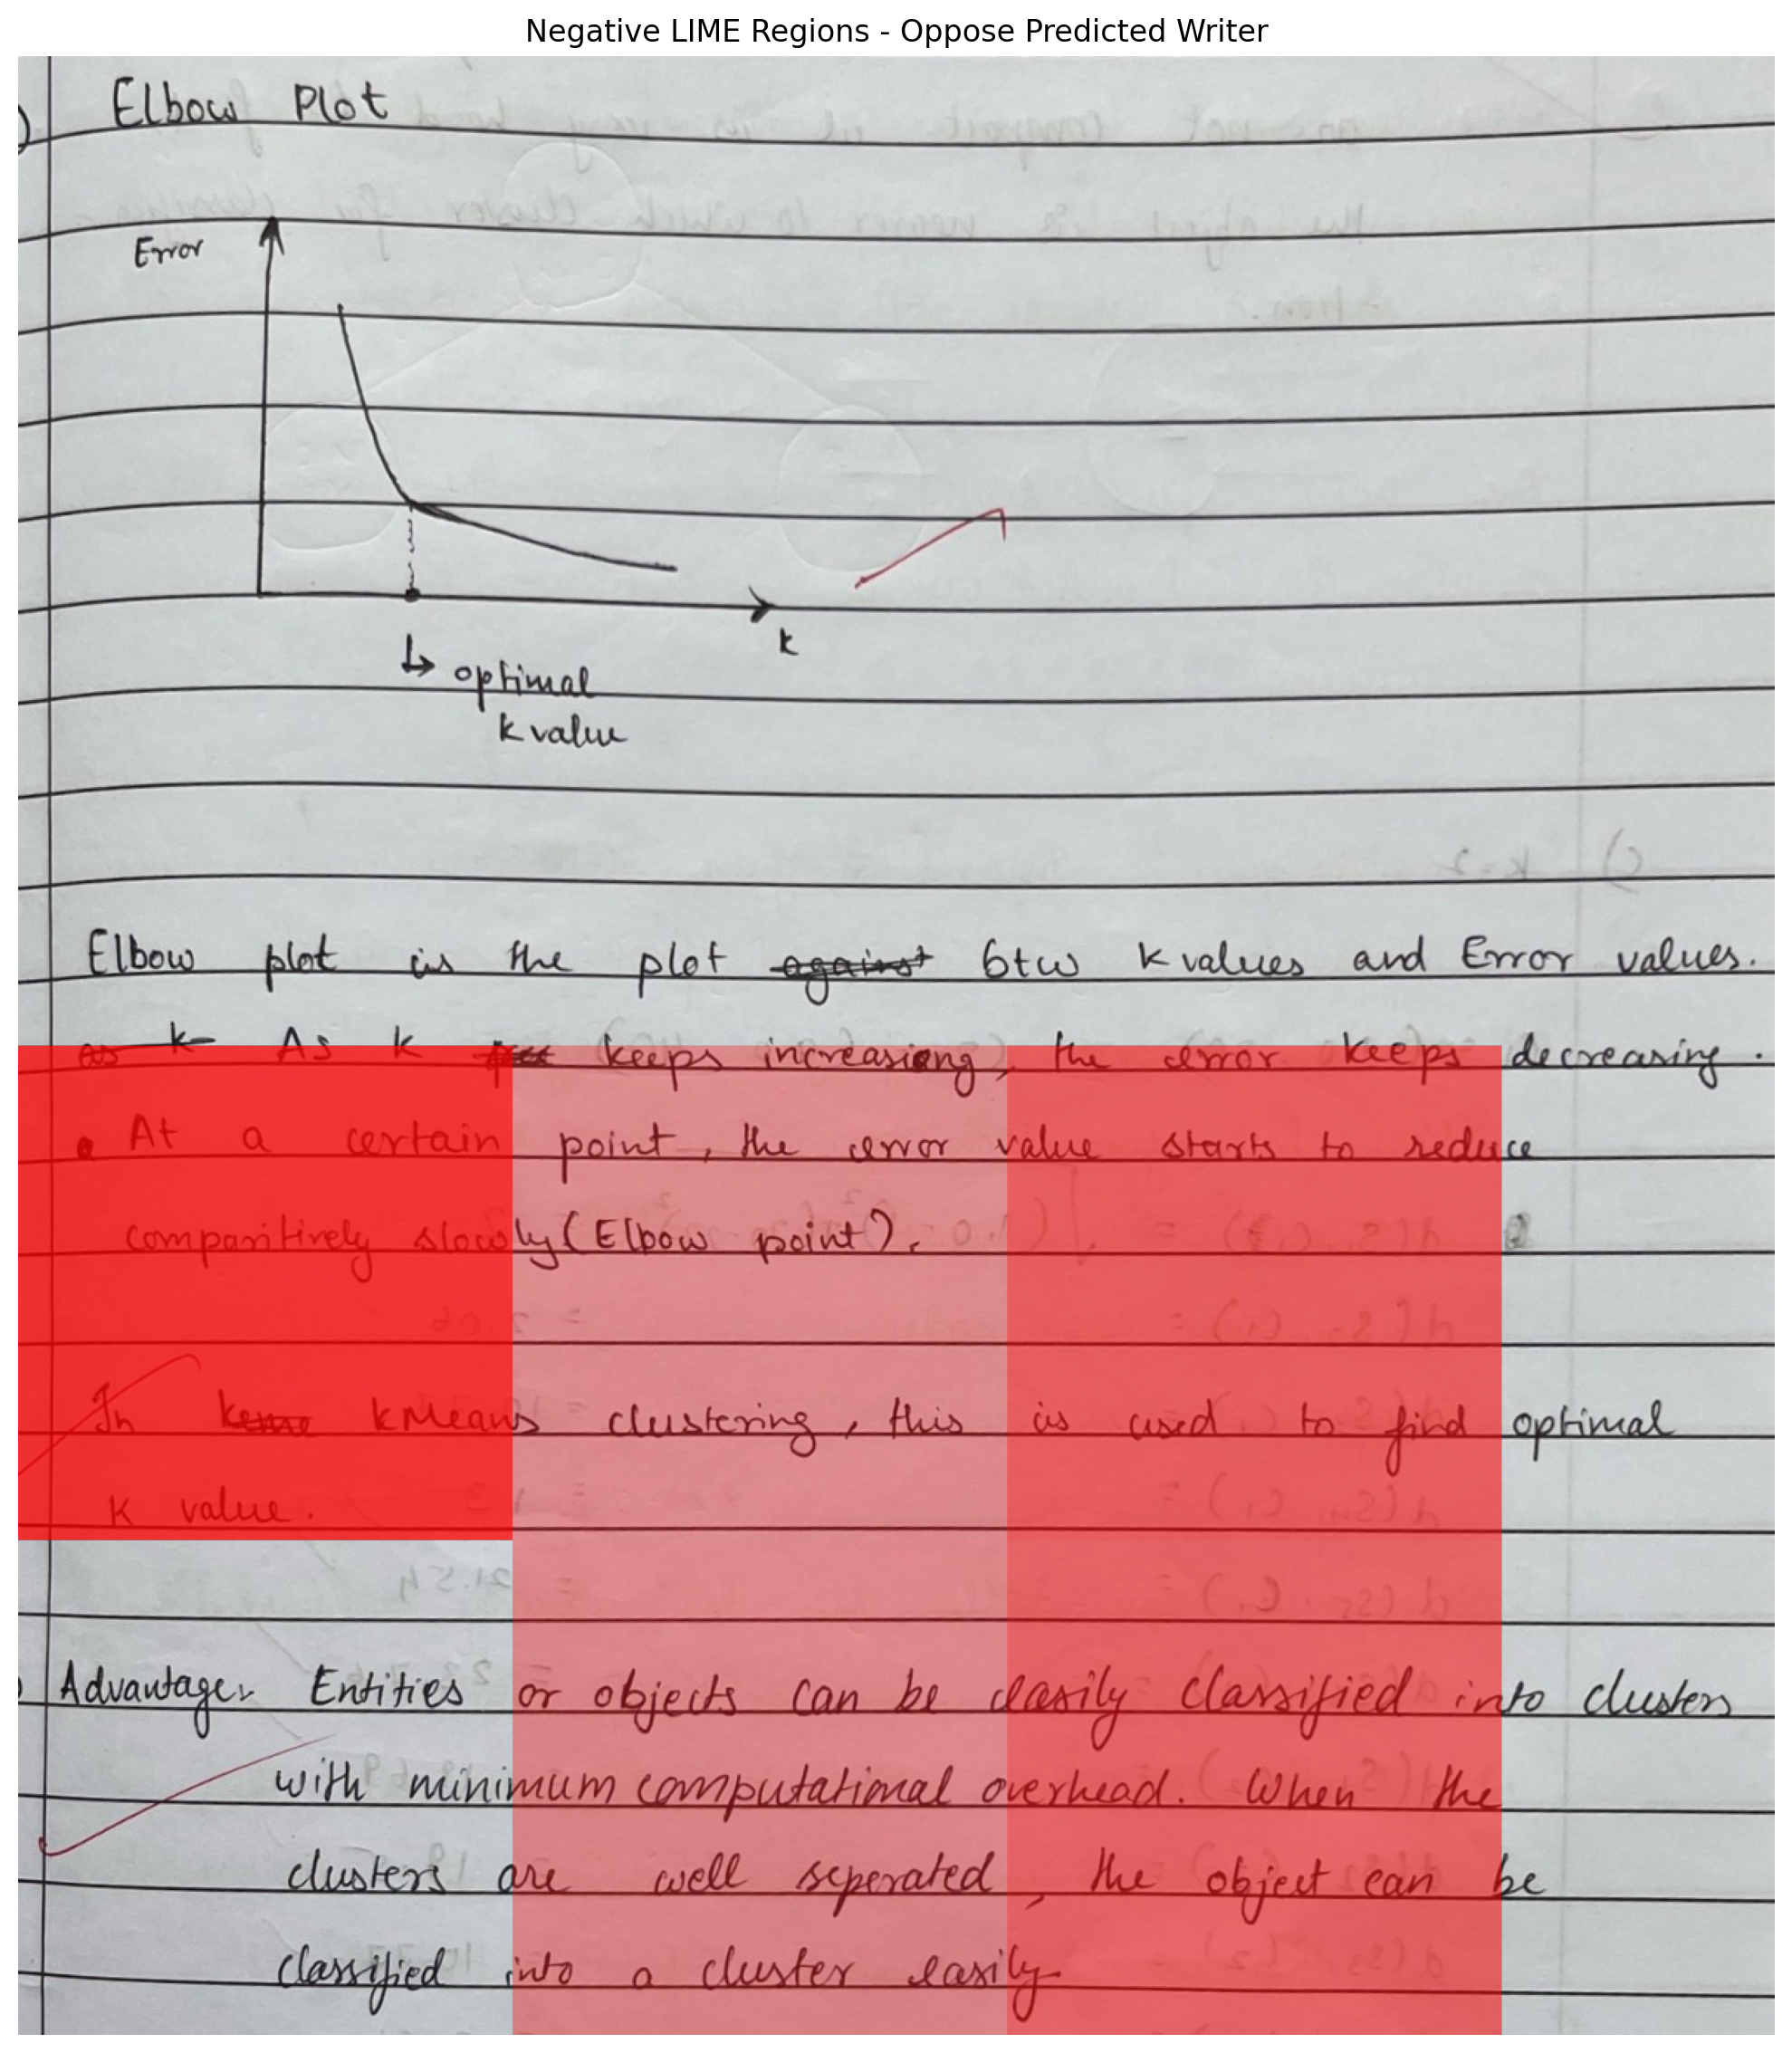 Negative LIME Regions - Oppose Predicted Writer
Elbow Plot
Error
k
optimal
k value
Elbow plot is the plot against btw k values and Error values.
as k As k keeps increasing, the error keeps decreasing.
At a certain point, the error value starts to reduce
comparitively slowly (Elbow point).
In keme kMeans clustering, this is used to find optimal
k value.
Advantage Entities or objects can be easily classified into clusters
with minimum computational overhead. When the
clusters are well seperated, the object can be
classified into a cluster easily.